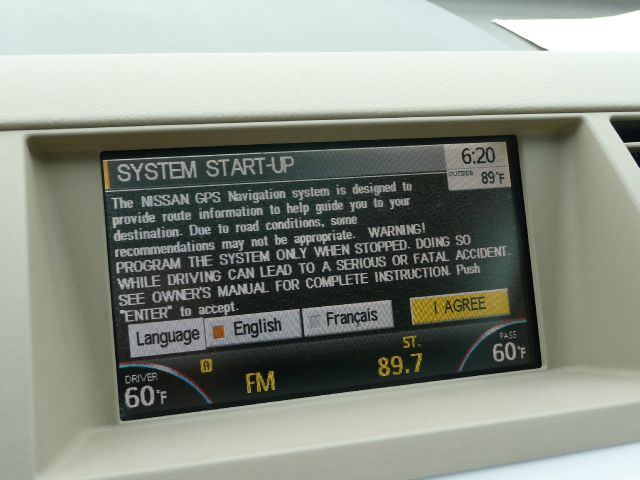 SYSTEM START-UP
6:20
OUTSIDE 89°F
The NISSAN GPS Navigation system is designed to
provide route information to help guide you to your
destination. Due to road conditions, some
recommendations may not be appropriate. WARNING!
PROGRAM THE SYSTEM ONLY WHEN STOPPED. DOING SO
WHILE DRIVING CAN LEAD TO A SERIOUS OR FATAL ACCIDENT.
SEE OWNER'S MANUAL FOR COMPLETE INSTRUCTION. Push
"ENTER" to accept.
Language English Français I AGREE
DRIVER
60°F
A
FM
ST.
89.7
PASS
60°F